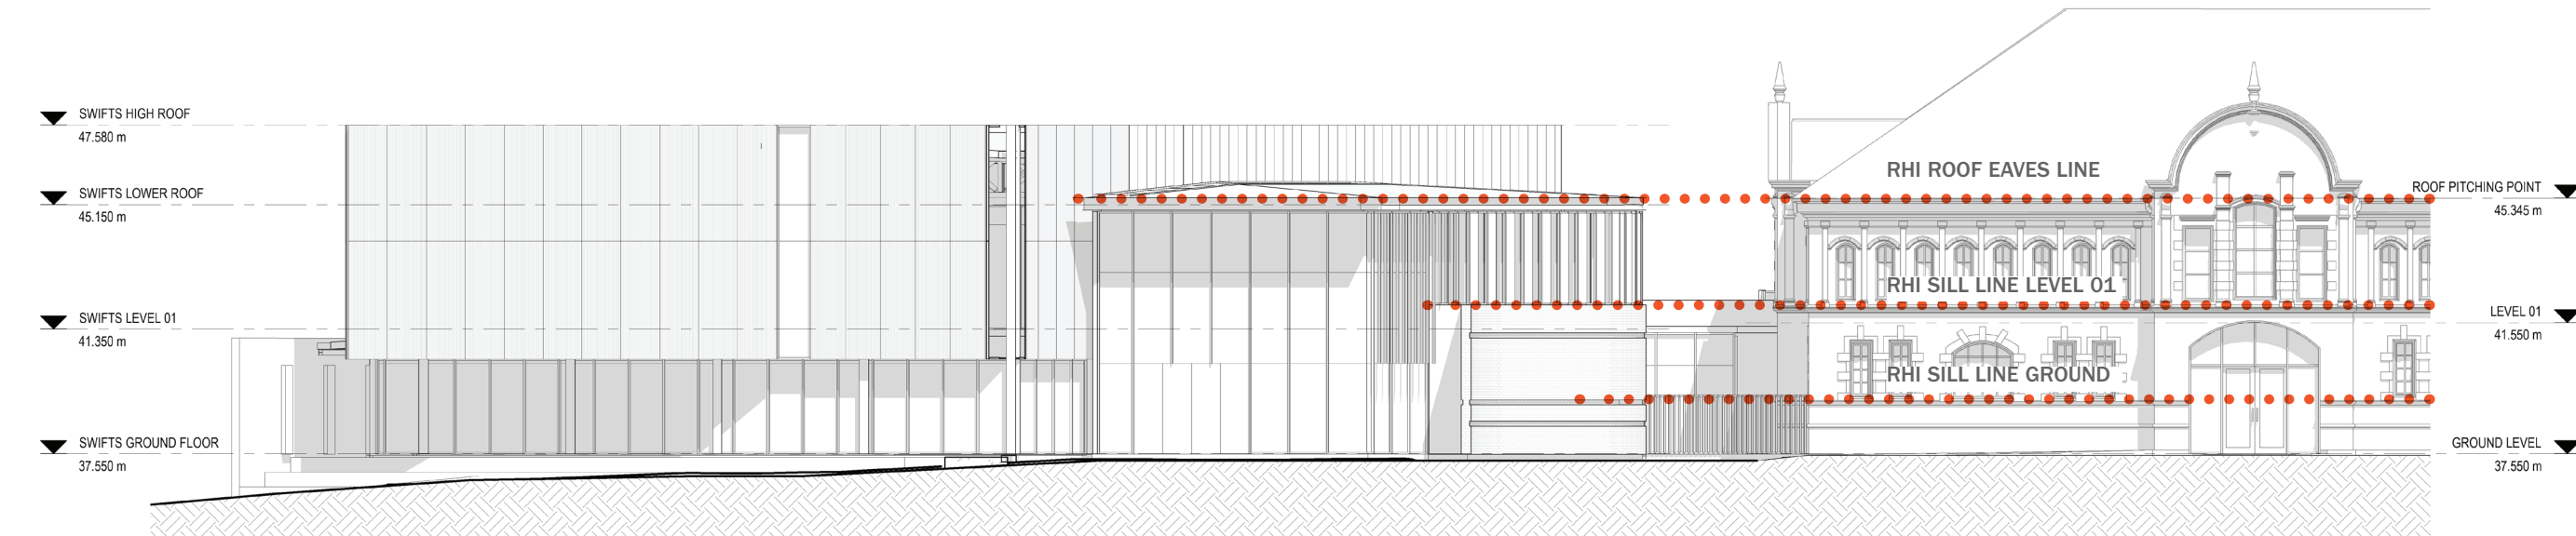 SWIFTS HIGH ROOF
47.580 m
SWIFTS LOWER ROOF
45.150 m
SWIFTS LEVEL 01
41.350 m
SWIFTS GROUND FLOOR
37.550 m
RHI ROOF EAVES LINE
RHI SILL LINE LEVEL 01
RHI SILL LINE GROUND
ROOF PITCHING POINT
45.345 m
LEVEL 01
41.550 m
GROUND LEVEL
37.550 m